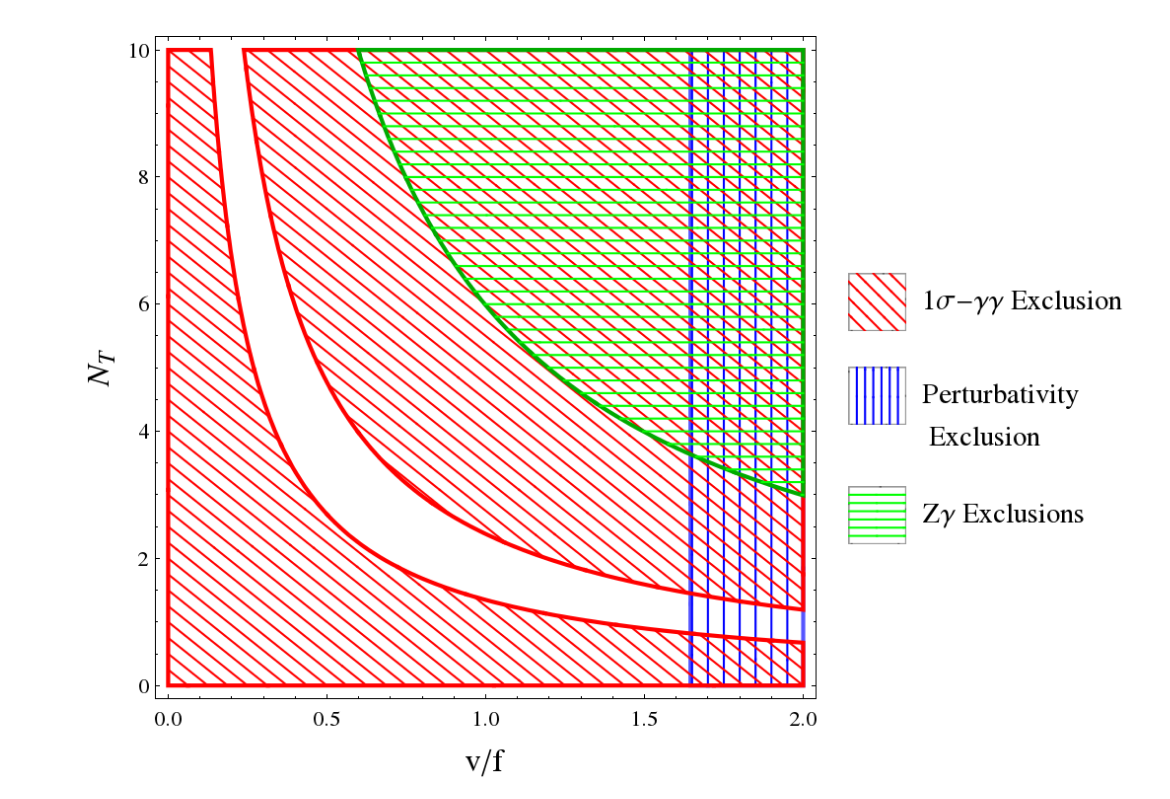 10
8
6
4
2
0
N_T
0.0 0.5 1.0 1.5 2.0
v/f
1σ−γγ Exclusion
Perturbativity
Exclusion
Zγ Exclusions